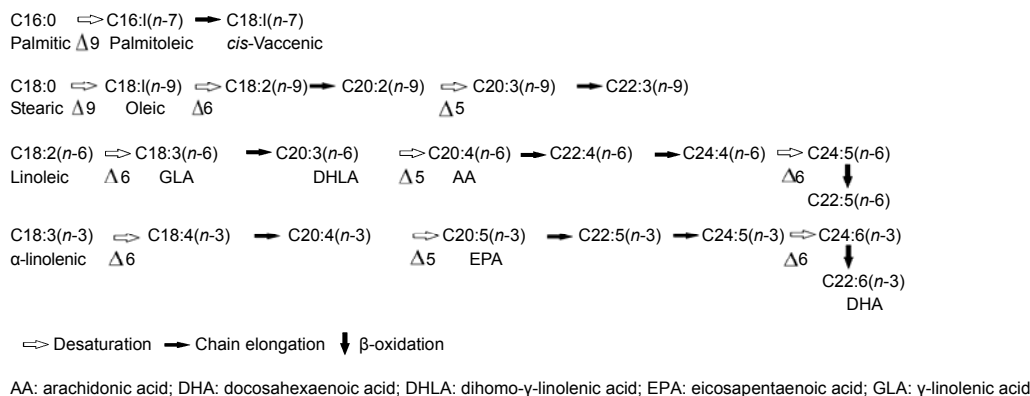 C16:0 ⇨ C16:l(n-7) → C18:l(n-7)
Palmitic Δ9 Palmitoleic cis-Vaccenic
C18:0 ⇨ C18:l(n-9) ⇨ C18:2(n-9) → C20:2(n-9) ⇨ C20:3(n-9) → C22:3(n-9)
Stearic Δ9 Oleic Δ6 Δ5
C18:2(n-6) ⇨ C18:3(n-6) → C20:3(n-6) ⇨ C20:4(n-6) → C22:4(n-6) → C24:4(n-6) ⇨ C24:5(n-6)
Linoleic Δ6 GLA DHLA Δ5 AA Δ6
C22:5(n-6)
C18:3(n-3) ⇨ C18:4(n-3) → C20:4(n-3) ⇨ C20:5(n-3) → C22:5(n-3) → C24:5(n-3) ⇨ C24:6(n-3)
α-linolenic Δ6 Δ5 EPA Δ6
C22:6(n-3)
DHA
⇨ Desaturation → Chain elongation ↓ β-oxidation
AA: arachidonic acid; DHA: docosahexaenoic acid; DHLA: dihomo-γ-linolenic acid; EPA: eicosapentaenoic acid; GLA: γ-linolenic acid